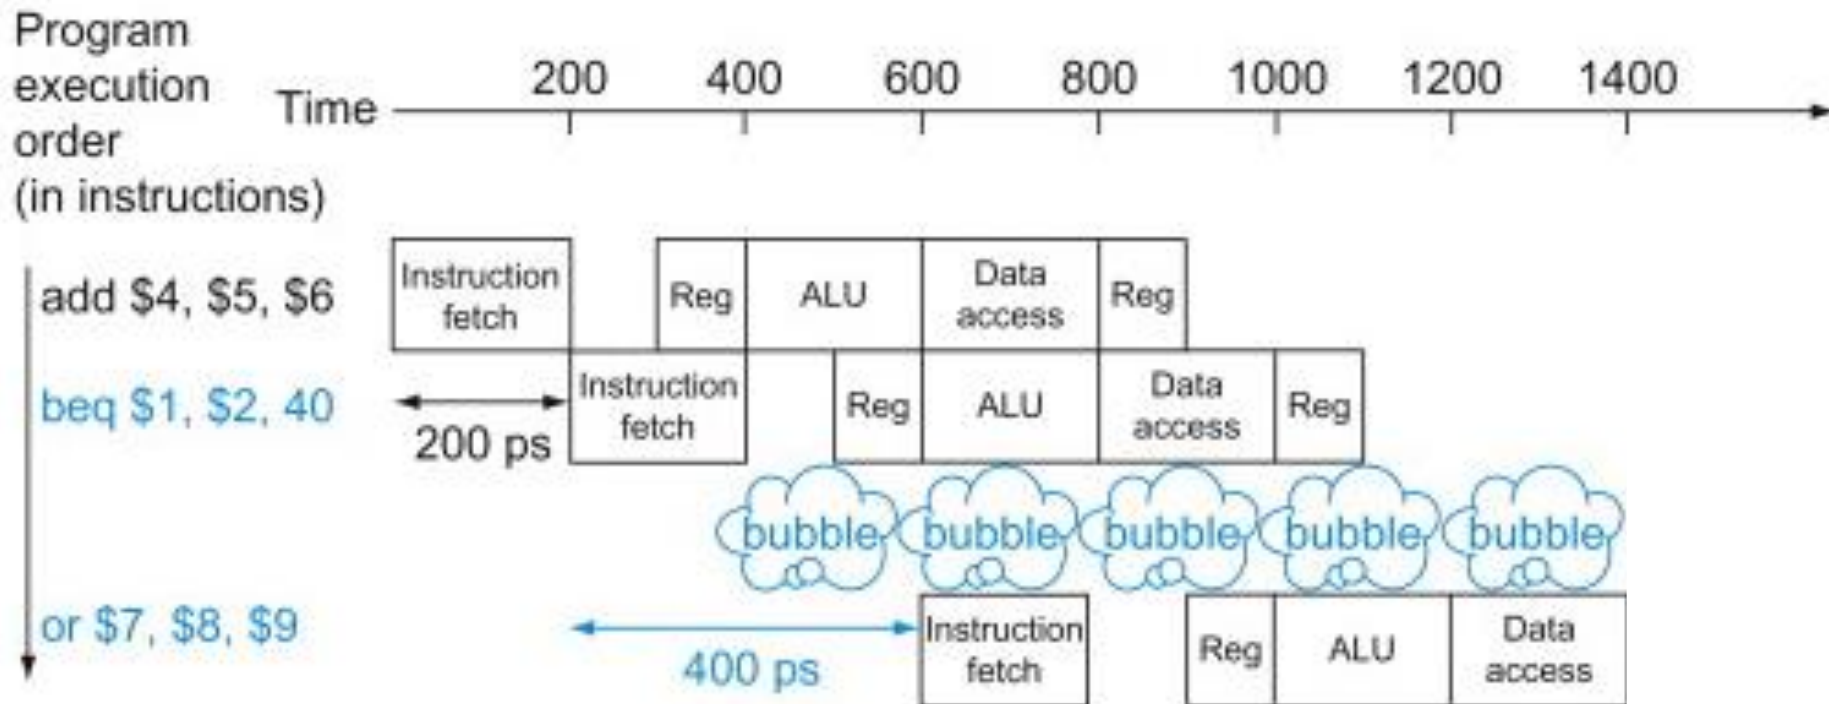 Program
execution
order
(in instructions)
Time
200 400 600 800 1000 1200 1400
add $4, $5, $6
Instruction
fetch
Reg
ALU
Data
access
Reg
beq $1, $2, 40
200 ps
Instruction
fetch
Reg
ALU
Data
access
Reg
bubble bubble bubble bubble bubble
or $7, $8, $9
400 ps
Instruction
fetch
Reg
ALU
Data
access